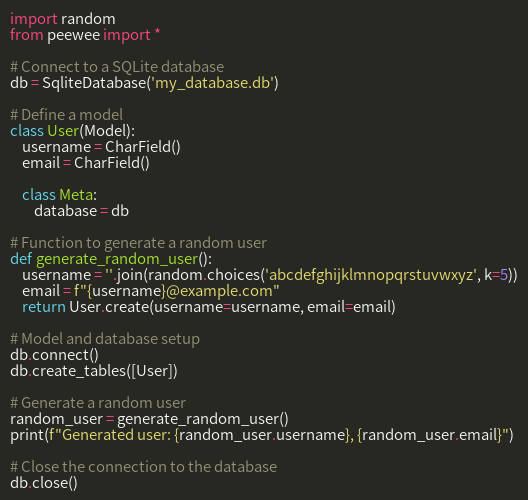 import random
from peewee import *
# Connect to a SQLite database
db = SqliteDatabase('my_database.db')
# Define a model
class User(Model):
    username = CharField()
    email = CharField()
    class Meta:
        database = db
# Function to generate a random user
def generate_random_user():
    username = ''.join(random.choices('abcdefghijklmnopqrstuvwxyz', k=5))
    email = f"{username}@example.com"
    return User.create(username=username, email=email)
# Model and database setup
db.connect()
db.create_tables([User])
# Generate a random user
random_user = generate_random_user()
print(f"Generated user: {random_user.username}, {random_user.email}")
# Close the connection to the database
db.close()